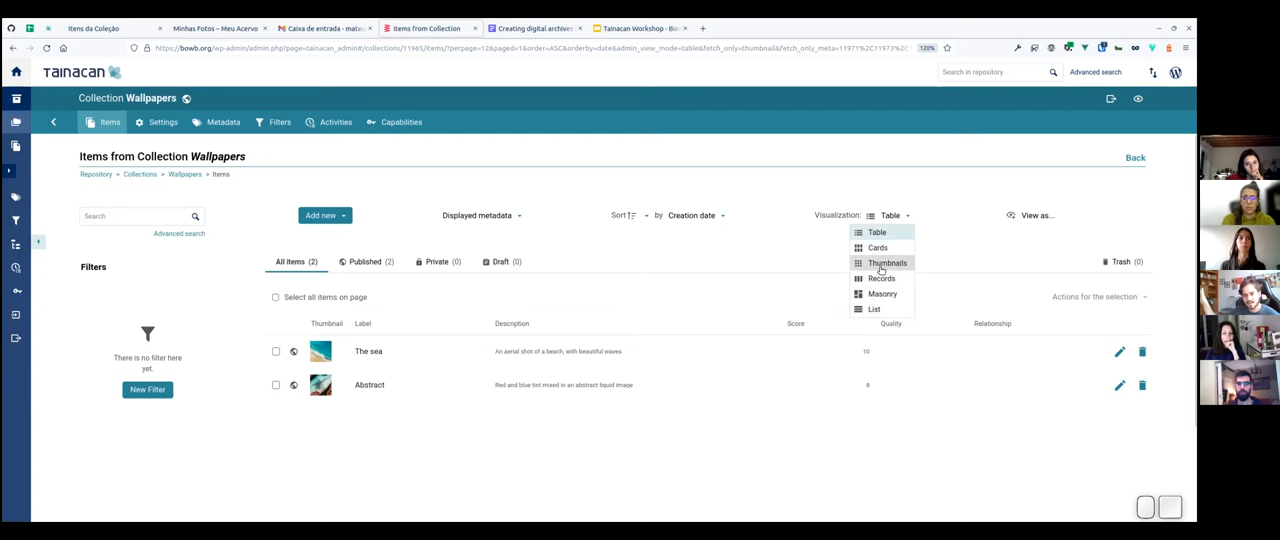 Itens da Coleção
Minhas Fotos – Meu Acervo
Caixa de entrada - mateu
Items from Collection
Creating digital archives
Tainacan Workshop - Bie
https://bowb.org/wp-admin/admin.php?page=tainacan_admin#/collections/11965/items/?perpage=12&paged=1&order=ASC&orderby=date&admin_view_mode=table&fetch_only=thumbnail&fetch_only_meta=11971%2C11973%2C
120%
Tainacan
Search in repository
Advanced search
Collection Wallpapers
Items
Settings
Metadata
Filters
Activities
Capabilities
Items from Collection Wallpapers
Back
Repository > Collections > Wallpapers > Items
Search
Add new
Displayed metadata
Sort
by
Creation date
Visualization:
Table
View as...
Advanced search
Table
Cards
Thumbnails
Records
Masonry
List
Filters
All items (2)
Published (2)
Private (0)
Draft (0)
Trash (0)
Select all items on page
Actions for the selection
Thumbnail
Label
Description
Score
Quality
Relationship
There is no filter here
yet.
New Filter
The sea
An aerial shot of a beach, with beautiful waves
10
Abstract
Red and blue tint mixed in an abstract liquid image
8